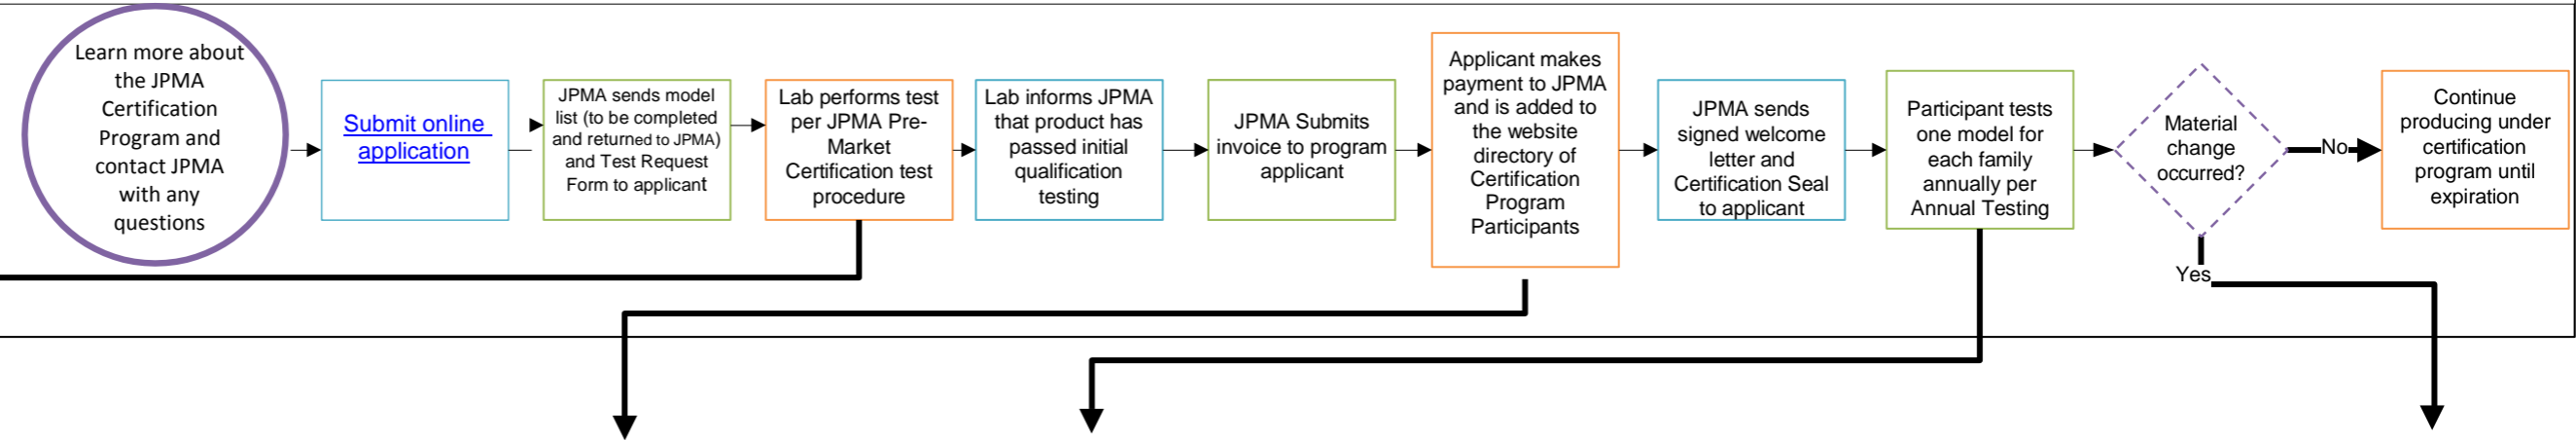 Learn more about
the JPMA
Certification
Program and
contact JPMA
with any
questions
Submit online
application
JPMA sends model
list (to be completed
and returned to JPMA)
and Test Request
Form to applicant
Lab performs test
per JPMA Pre-
Market
Certification test
procedure
Lab informs JPMA
that product has
passed initial
qualification
testing
JPMA Submits
invoice to program
applicant
Applicant makes
payment to JPMA
and is added to
the website
directory of
Certification
Program
Participants
JPMA sends
signed welcome
letter and
Certification Seal
to applicant
Participant tests
one model for
each family
annually per
Annual Testing
Material
change
occurred?
No
Yes
Continue
producing under
certification
program until
expiration